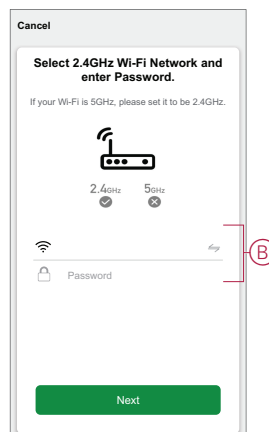 Cancel
Select 2.4GHz Wi-Fi Network and
enter Password.
If your Wi-Fi is 5GHz, please set it to be 2.4GHz.
2.4GHz 5GHz
B
Password
Next